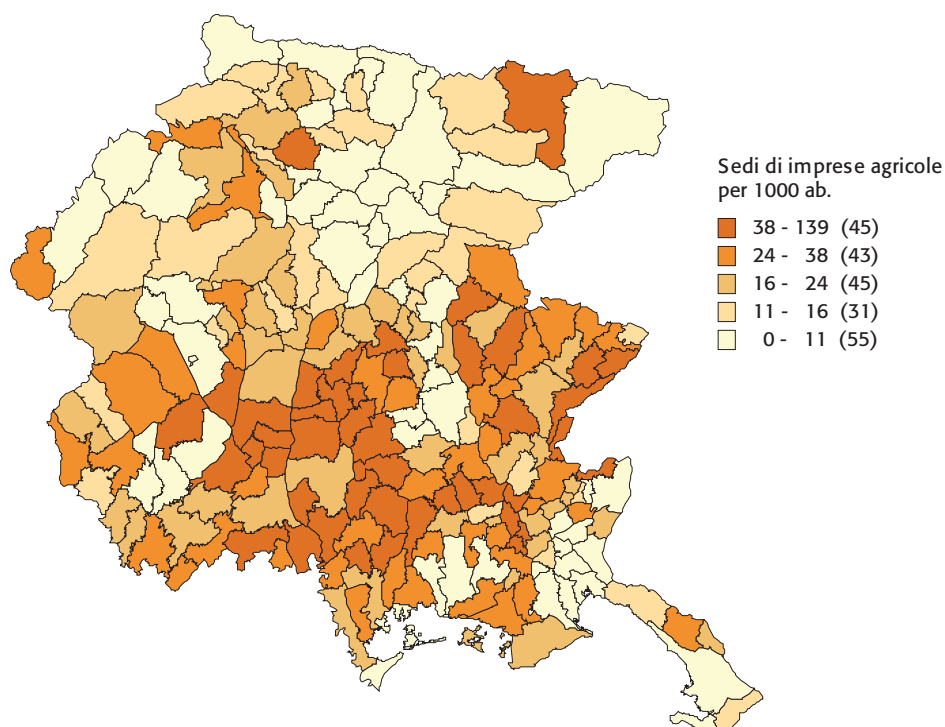 Sedi di imprese agricole
per 1000 ab.
38 - 139 (45)
24 - 38 (43)
16 - 24 (45)
11 - 16 (31)
0 - 11 (55)